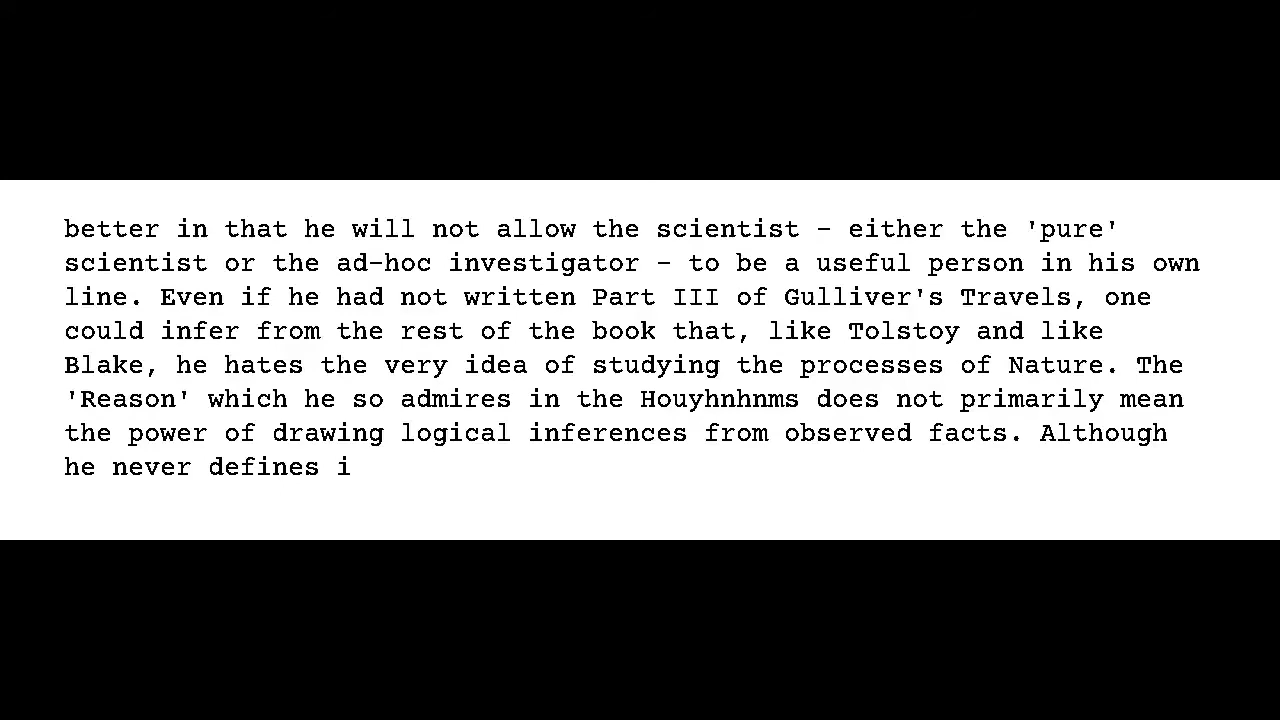 better in that he will not allow the scientist - either the 'pure'
scientist or the ad-hoc investigator - to be a useful person in his own
line. Even if he had not written Part III of Gulliver's Travels, one
could infer from the rest of the book that, like Tolstoy and like
Blake, he hates the very idea of studying the processes of Nature. The
'Reason' which he so admires in the Houyhnhnms does not primarily mean
the power of drawing logical inferences from observed facts. Although
he never defines i